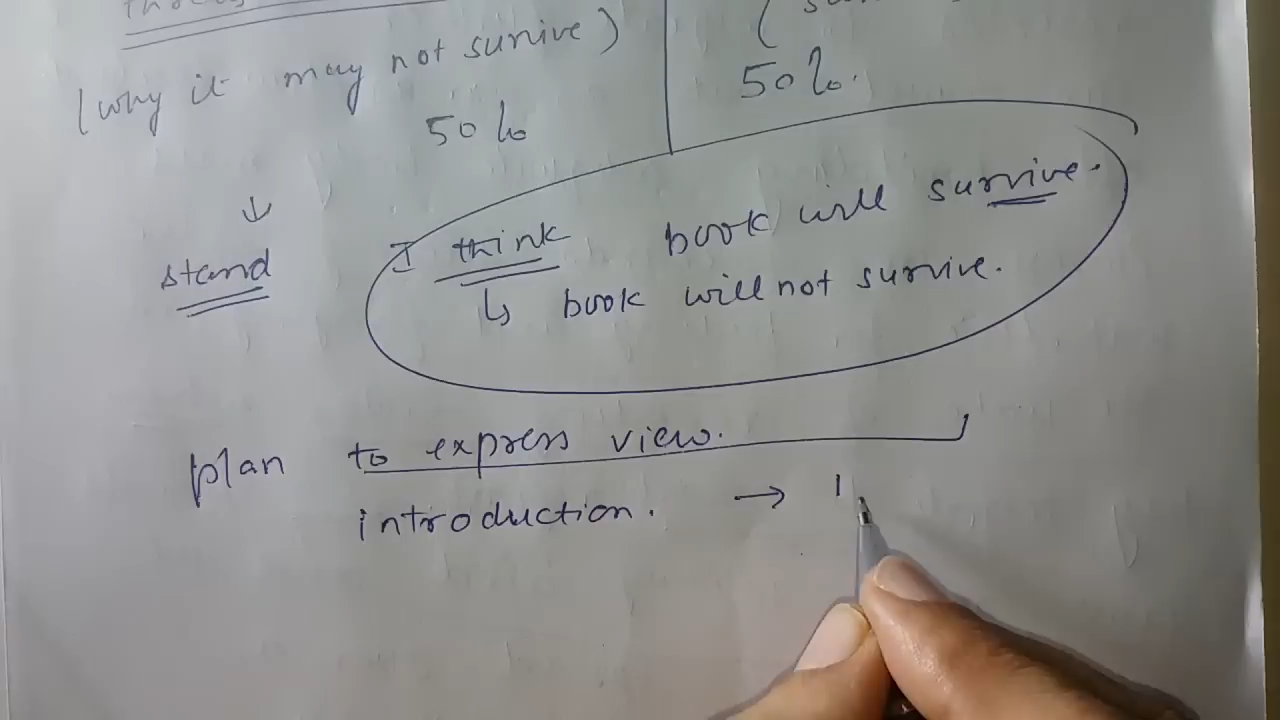 (why it may not survive)
50%
50%.
↓
stand
I think book will survive.
↳ book will not survive.
plan to express view.
introduction. → 1